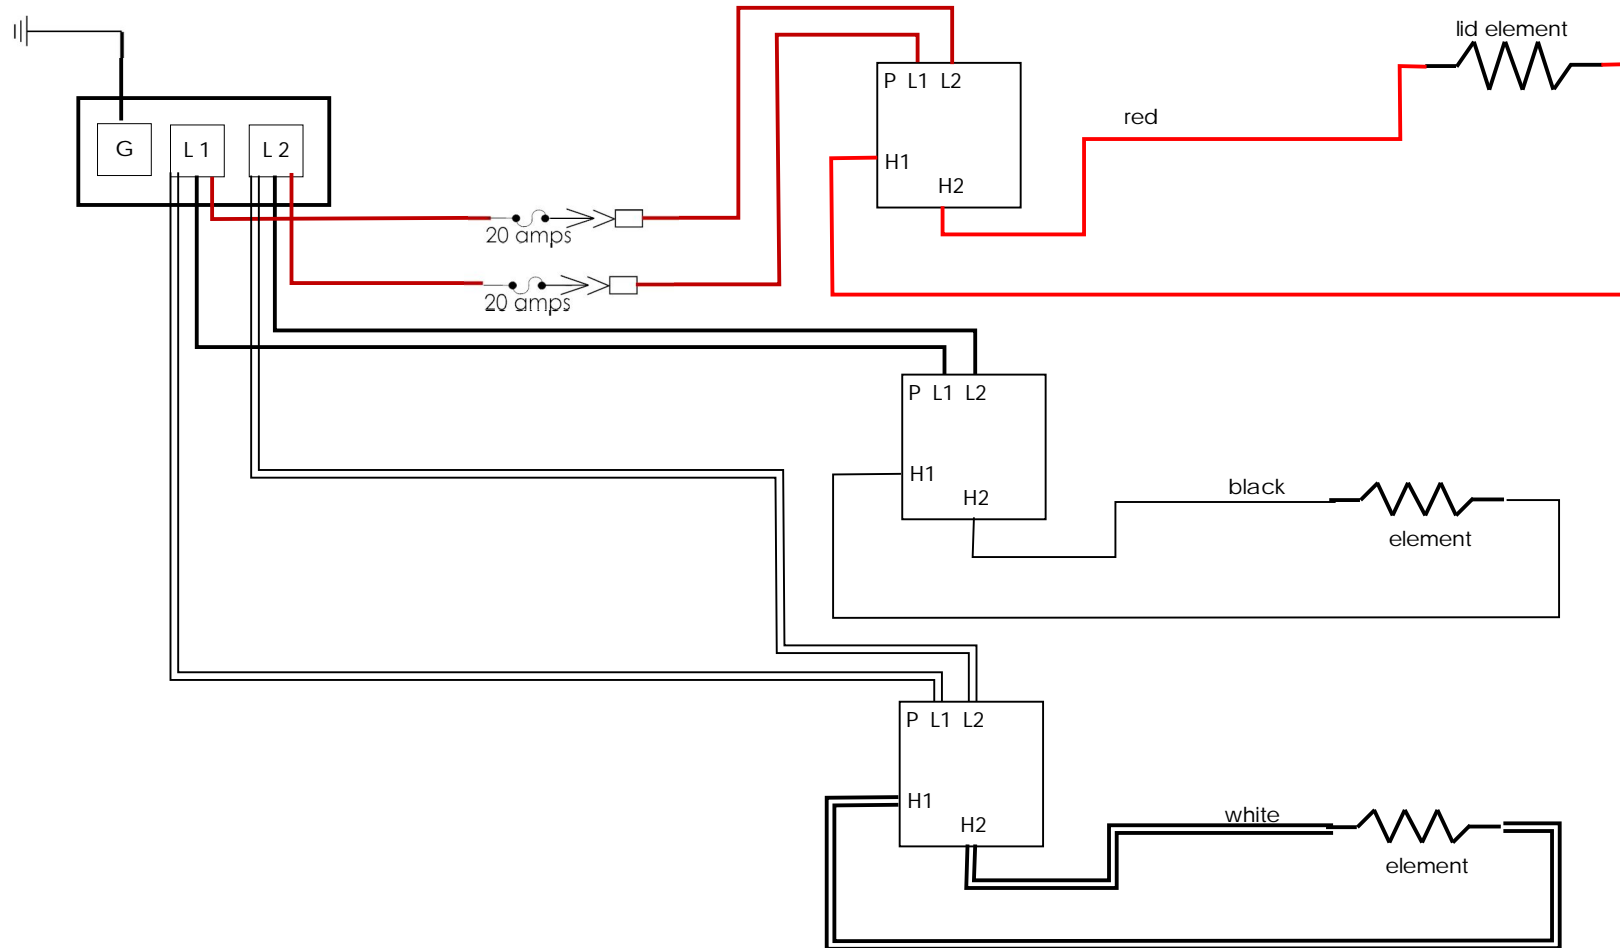 lid element
P L1 L2
red
G
L 1
L 2
H1
H2
20 amps
20 amps
P L1 L2
H1
H2
black
element
P L1 L2
H1
H2
white
element